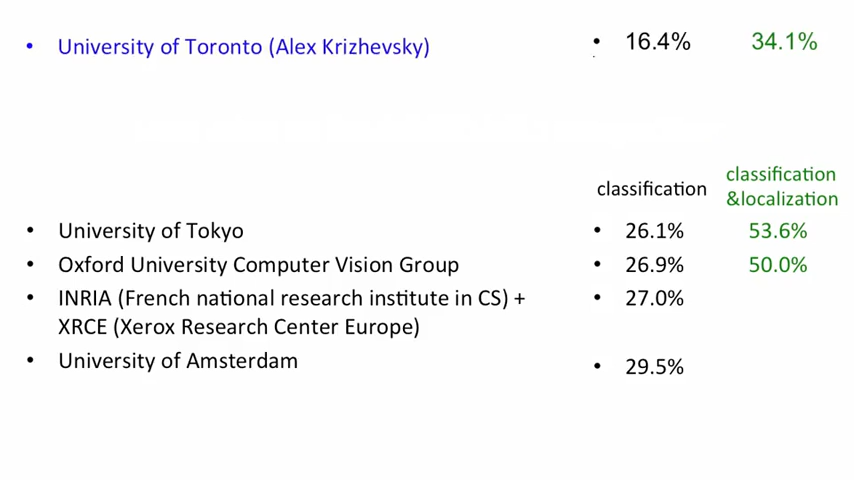 • University of Toronto (Alex Krizhevsky) • 16.4% 34.1%
classification classification
&localization
• University of Tokyo • 26.1% 53.6%
• Oxford University Computer Vision Group • 26.9% 50.0%
• INRIA (French national research institute in CS) + • 27.0%
XRCE (Xerox Research Center Europe)
• University of Amsterdam • 29.5%